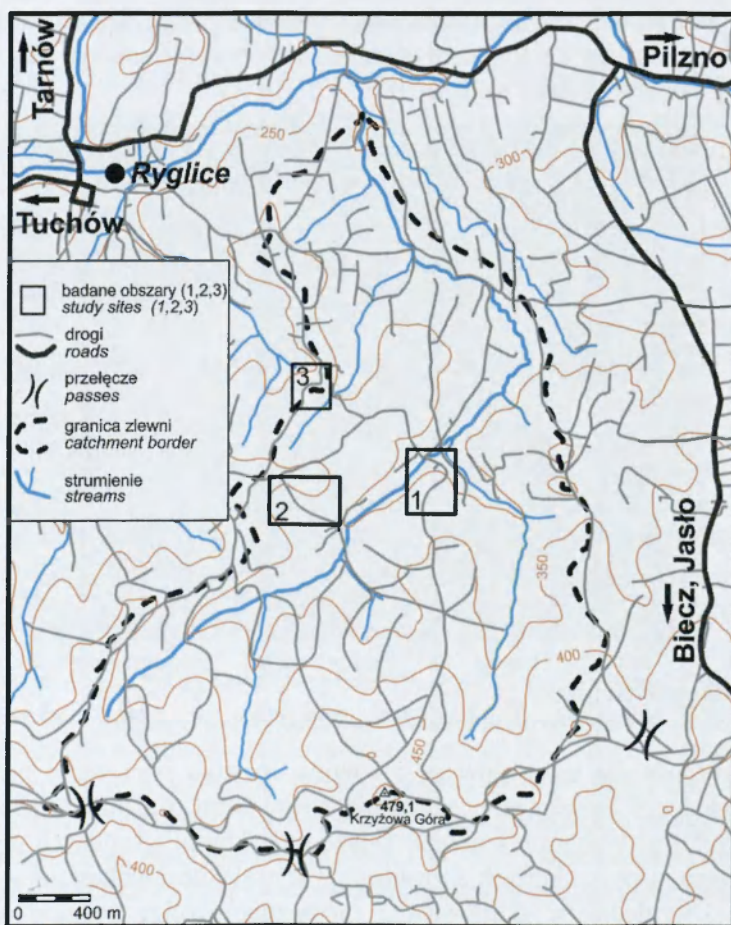 Tarnów
Pilzno
250
300
Ryglice
Tuchów
badane obszary (1,2,3)
study sites (1,2,3)
drogi
roads
przełęcze
passes
granica zlewni
catchment border
strumienie
streams
3
2
1
350
Biecz, Jasło
400
450
479,1
Krzyżowa Góra
400
0 400 m